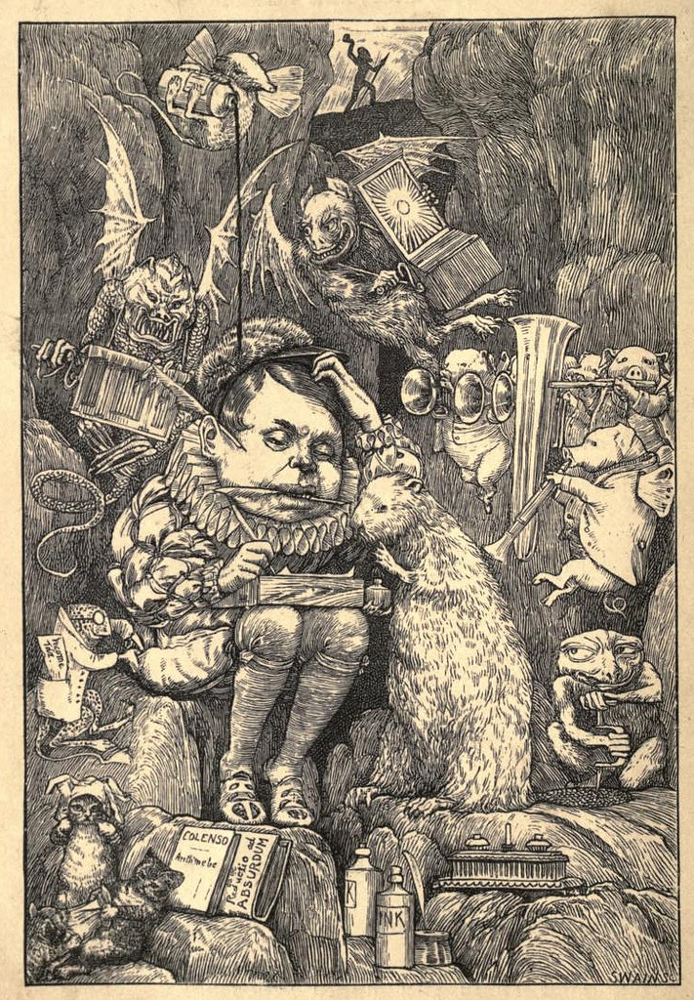 COLENSO
Arithmetic
Reductio ad
ABSURDUM
INK
K
SWAIN Sc